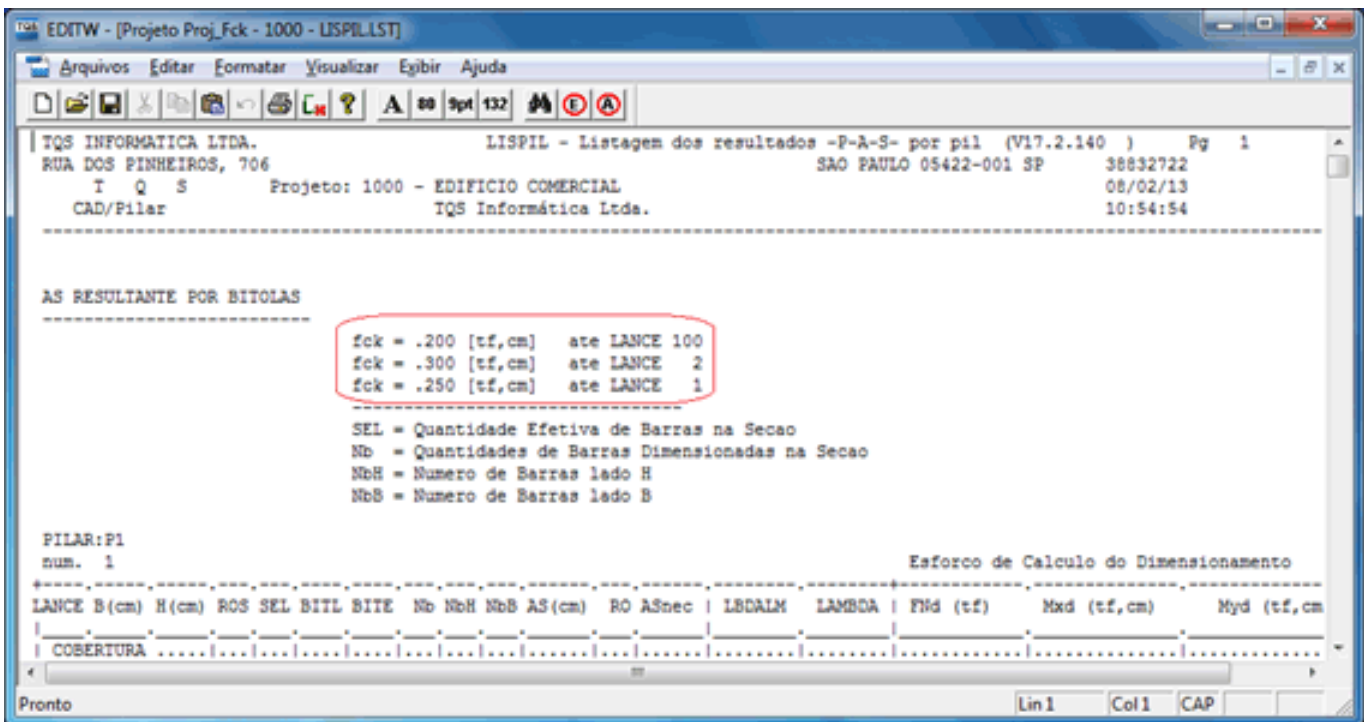 TQS EDITW - [Projeto Proj_Fck - 1000 - LISPIL.LST]
Arquivos Editar Formatar Visualizar Exibir Ajuda
A 80 9pt 132 E A
TQS INFORMATICA LTDA. LISPIL - Listagem dos resultados -P-A-S- por pil (V17.2.140 ) Pg 1
RUA DOS PINHEIROS, 706 SAO PAULO 05422-001 SP 38832722
T Q S Projeto: 1000 - EDIFICIO COMERCIAL 08/02/13
CAD/Pilar TQS Informática Ltda. 10:54:54
AS RESULTANTE POR BITOLAS
fck = .200 [tf,cm] ate LANCE 100
fck = .300 [tf,cm] ate LANCE 2
fck = .250 [tf,cm] ate LANCE 1
SEL = Quantidade Efetiva de Barras na Secao
Nb = Quantidades de Barras Dimensionadas na Secao
NbH = Numero de Barras lado H
NbB = Numero de Barras lado B
PILAR:P1
num. 1 Esforco de Calculo do Dimensionamento
LANCE B(cm) H(cm) ROS SEL BITL BITE Nb NbH NbB AS(cm) RO ASnec | LBDALM LAMBDA | FNd (tf) Mxd (tf,cm) Myd (tf,cm
| COBERTURA .....|...|...|....|....|...|...|...|......|...|......|........|........|............|..............|.............
Pronto Lin 1 Col 1 CAP